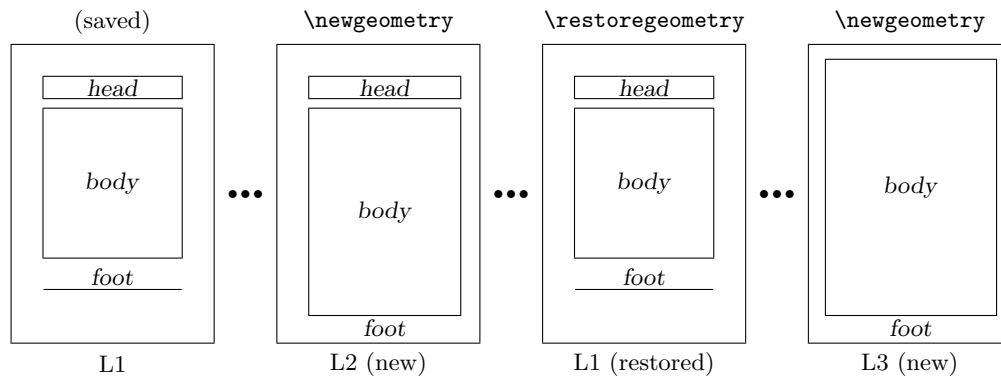 (saved) \newgeometry \restoregeometry \newgeometry
head head head
body body body body
foot foot
foot foot
L1 L2 (new) L1 (restored) L3 (new)